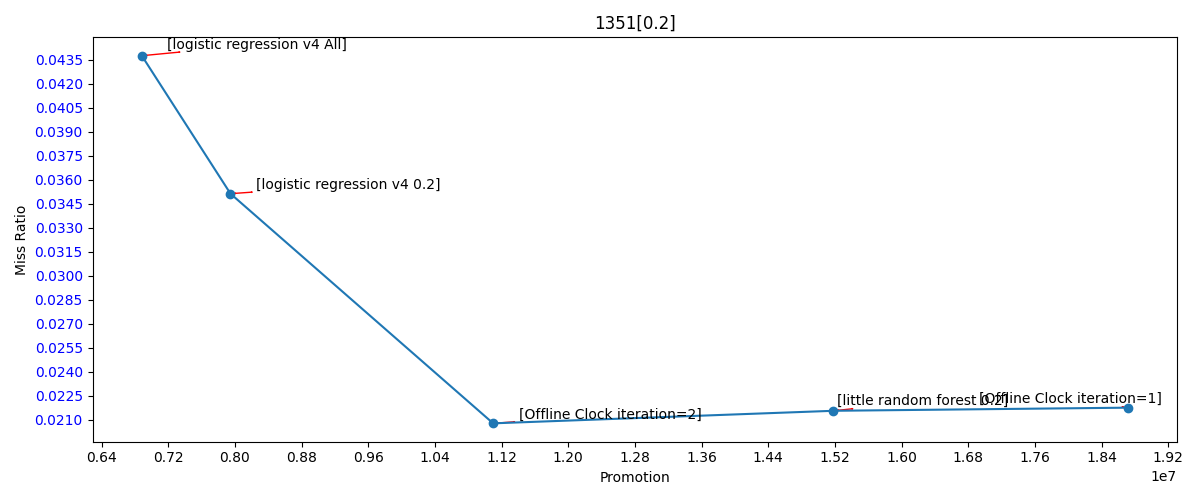 1351[0.2]
[logistic regression v4 All]
0.0435
0.0420
0.0405
0.0390
0.0375
0.0360
0.0345
0.0330
0.0315
0.0300
0.0285
0.0270
0.0255
0.0240
0.0225
0.0210
Miss Ratio
[logistic regression v4 0.2]
[Offline Clock iteration=2]
[little random forest 0.2]
[Offline Clock iteration=1]
0.64 0.72 0.80 0.88 0.96 1.04 1.12 1.20 1.28 1.36 1.44 1.52 1.60 1.68 1.76 1.84 1.92
Promotion
1e7